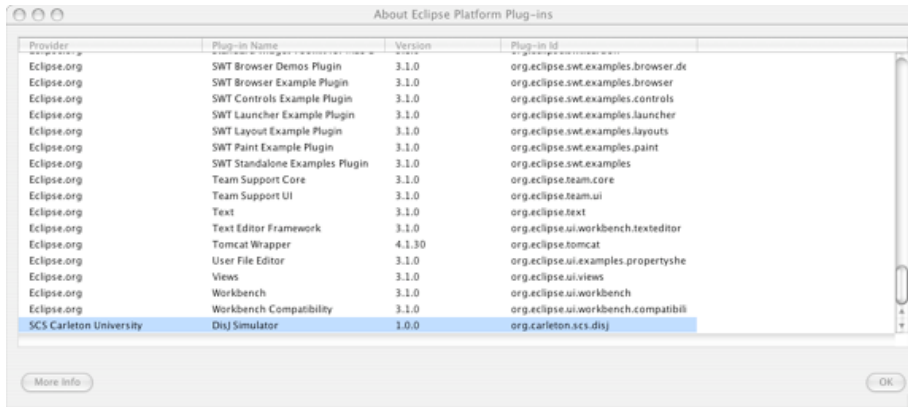 About Eclipse Platform Plug-ins
Provider Plug-in Name Version Plug-in Id
Eclipse.org SWT Browser Demos Plugin 3.1.0 org.eclipse.swt.examples.browser.de
Eclipse.org SWT Browser Example Plugin 3.1.0 org.eclipse.swt.examples.browser
Eclipse.org SWT Controls Example Plugin 3.1.0 org.eclipse.swt.examples.controls
Eclipse.org SWT Launcher Example Plugin 3.1.0 org.eclipse.swt.examples.launcher
Eclipse.org SWT Layout Example Plugin 3.1.0 org.eclipse.swt.examples.layouts
Eclipse.org SWT Paint Example Plugin 3.1.0 org.eclipse.swt.examples.paint
Eclipse.org SWT Standalone Examples Plugin 3.1.0 org.eclipse.swt.examples
Eclipse.org Team Support Core 3.1.0 org.eclipse.team.core
Eclipse.org Team Support UI 3.1.0 org.eclipse.team.ui
Eclipse.org Text 3.1.0 org.eclipse.text
Eclipse.org Text Editor Framework 3.1.0 org.eclipse.ui.workbench.texteditor
Eclipse.org Tomcat Wrapper 4.1.30 org.eclipse.tomcat
Eclipse.org User File Editor 3.1.0 org.eclipse.ui.examples.propertyshe
Eclipse.org Views 3.1.0 org.eclipse.ui.views
Eclipse.org Workbench 3.1.0 org.eclipse.ui.workbench
Eclipse.org Workbench Compatibility 3.1.0 org.eclipse.ui.workbench.compatibili
SCS Carleton University DisJ Simulator 1.0.0 org.carleton.scs.disj
More Info OK